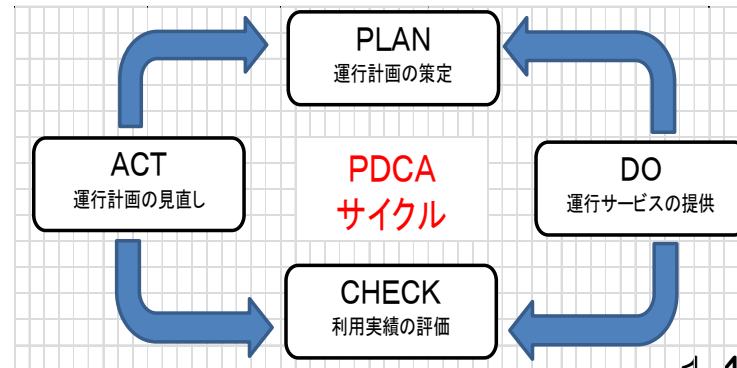 PLAN
運行計画の策定
ACT
運行計画の見直し
PDCA
サイクル
DO
運行サービスの提供
CHECK
利用実績の評価